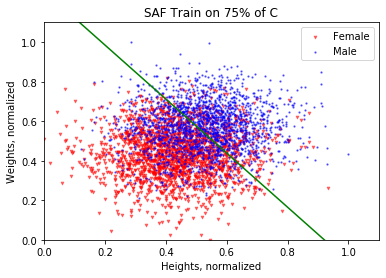 SAF Train on 75% of C
Female
Male
Weights, normalized
1.0
0.8
0.6
0.4
0.2
0.0
0.0 0.2 0.4 0.6 0.8 1.0
Heights, normalized